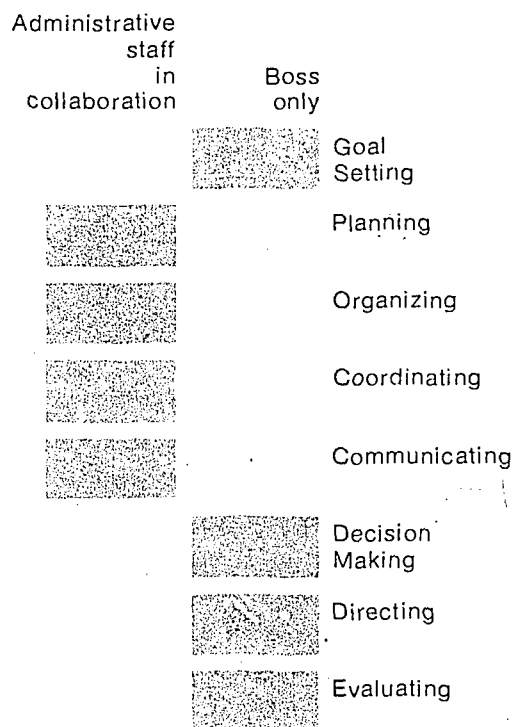 Administrative
staff
in
collaboration
Boss
only
Goal
Setting
Planning
Organizing
Coordinating
Communicating
Decision
Making
Directing
Evaluating